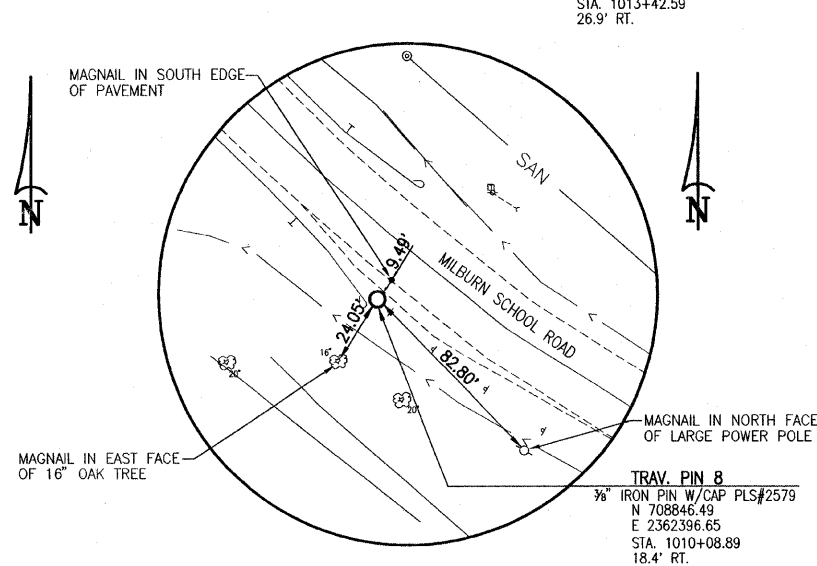 STA. 1013+42.59
26.9' RT.
MAGNAIL IN SOUTH EDGE
OF PAVEMENT
N
N
SAN
MILBURN SCHOOL ROAD
9.49'
24.05'
82.80'
16"
20"
20"
MAGNAIL IN EAST FACE
OF 16" OAK TREE
MAGNAIL IN NORTH FACE
OF LARGE POWER POLE
TRAV. PIN 8
⅜" IRON PIN W/CAP PLS#2579
N 708846.49
E 2362396.65
STA. 1010+08.89
18.4' RT.